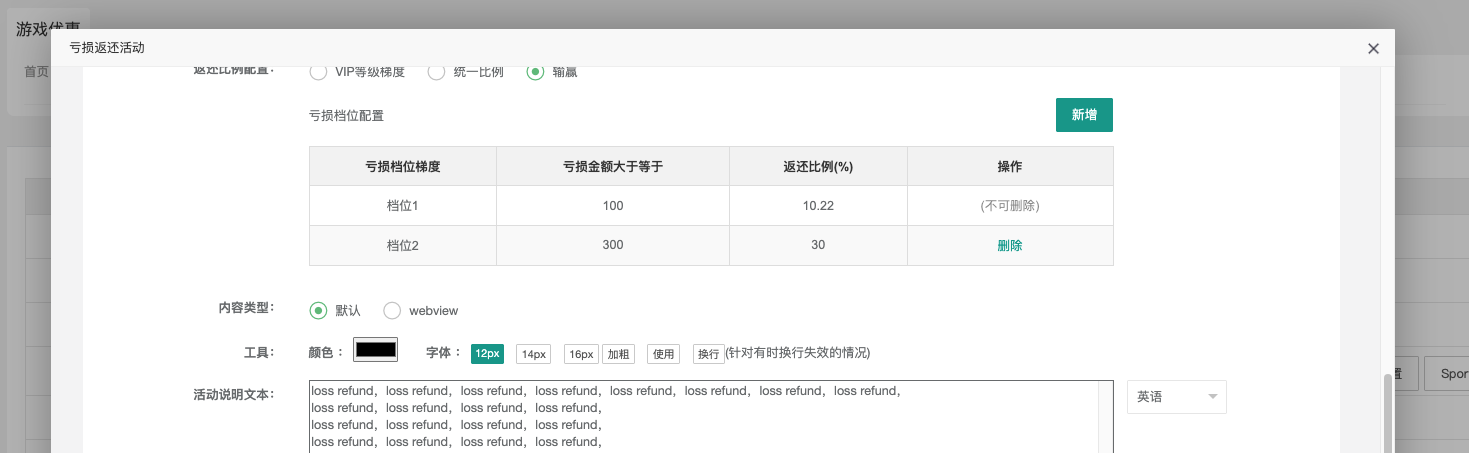 游戏优惠
亏损返还活动
首页
返还比例配置： VIP等级梯度 统一比例 输赢
亏损档位配置 新增
亏损档位梯度 亏损金额大于等于 返还比例(%) 操作
档位1 100 10.22 (不可删除)
档位2 300 30 删除
内容类型： 默认 webview
工具： 颜色： 字体： 12px 14px 16px 加粗 使用 换行 (针对有时换行失效的情况)
置 Spor
活动说明文本： loss refund，loss refund，loss refund，loss refund，loss refund，loss refund，loss refund，loss refund， 英语
loss refund，loss refund，loss refund，loss refund，
loss refund，loss refund，loss refund，loss refund，
loss refund，loss refund，loss refund，loss refund，